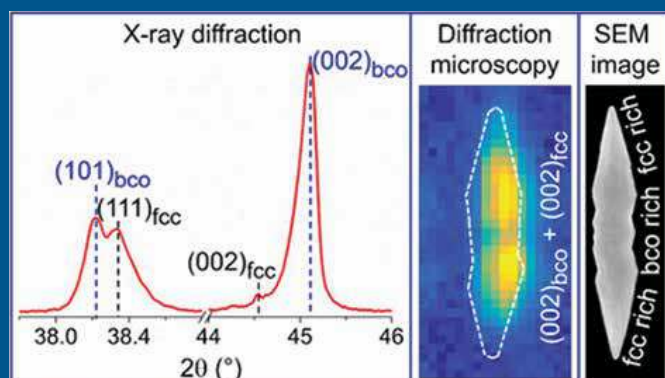 X-ray diffraction
(002)bco
(101)bco
(111)fcc
(002)fcc
38.0 38.4 44 45 46
2θ (°)
Diffraction
microscopy
(002)bco + (002)fcc
SEM
image
fcc rich
bco rich
fcc rich